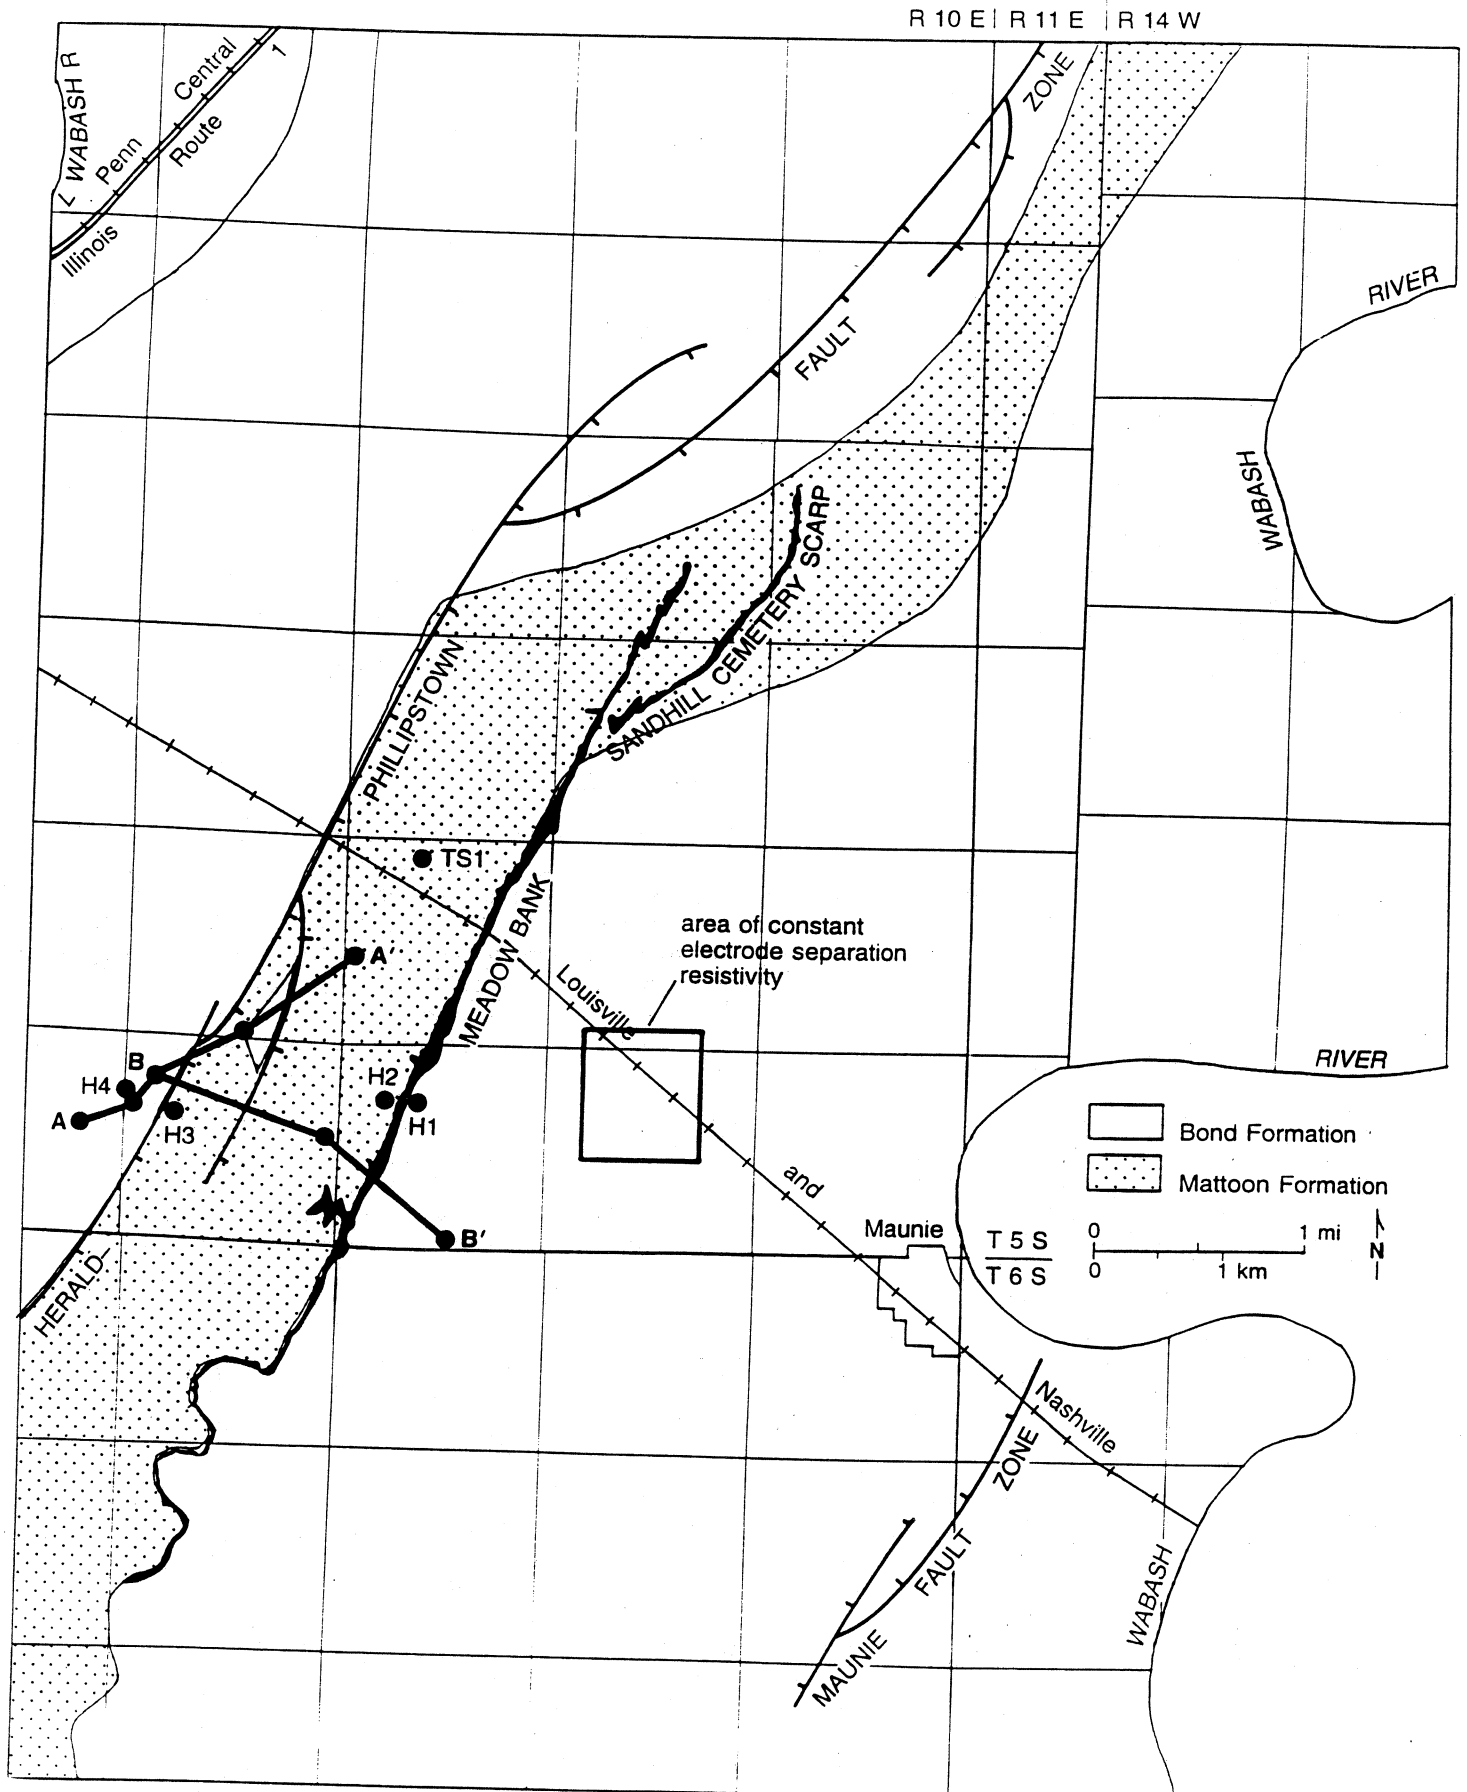 R 10 E R 11 E R 14 W
L WABASH R
Penn Central
Illinois Route 1
ZONE
FAULT
RIVER
WABASH
SANDHILL CEMETERY SCARP
PHILLIPSTOWN
TS1
MEADOW BANK
A'
area of constant
electrode separation
resistivity
Louisville
B
H4
A
H3
H2
H1
B'
RIVER
Bond Formation
Mattoon Formation
0 1 mi
0 1 km
N
and
Maunie
T 5 S
T 6 S
HERALD-
Nashville
ZONE
FAULT
MAUNIE
WABASH